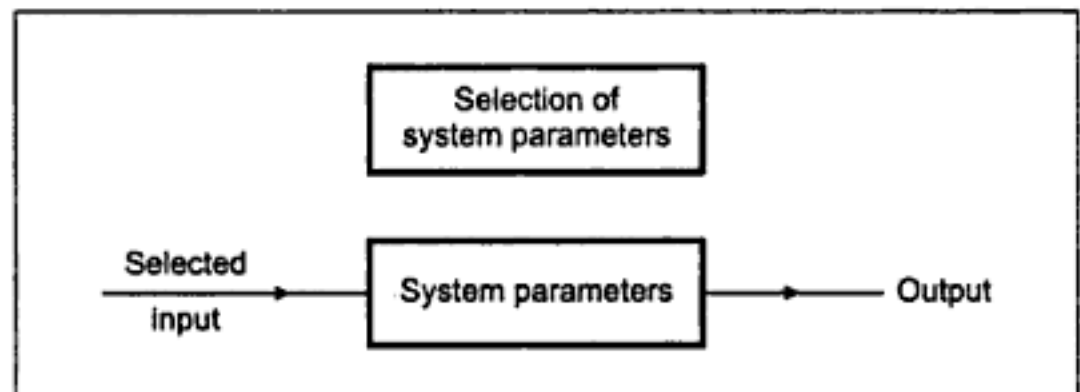 Selection of
system parameters
Selected
input
System parameters
Output